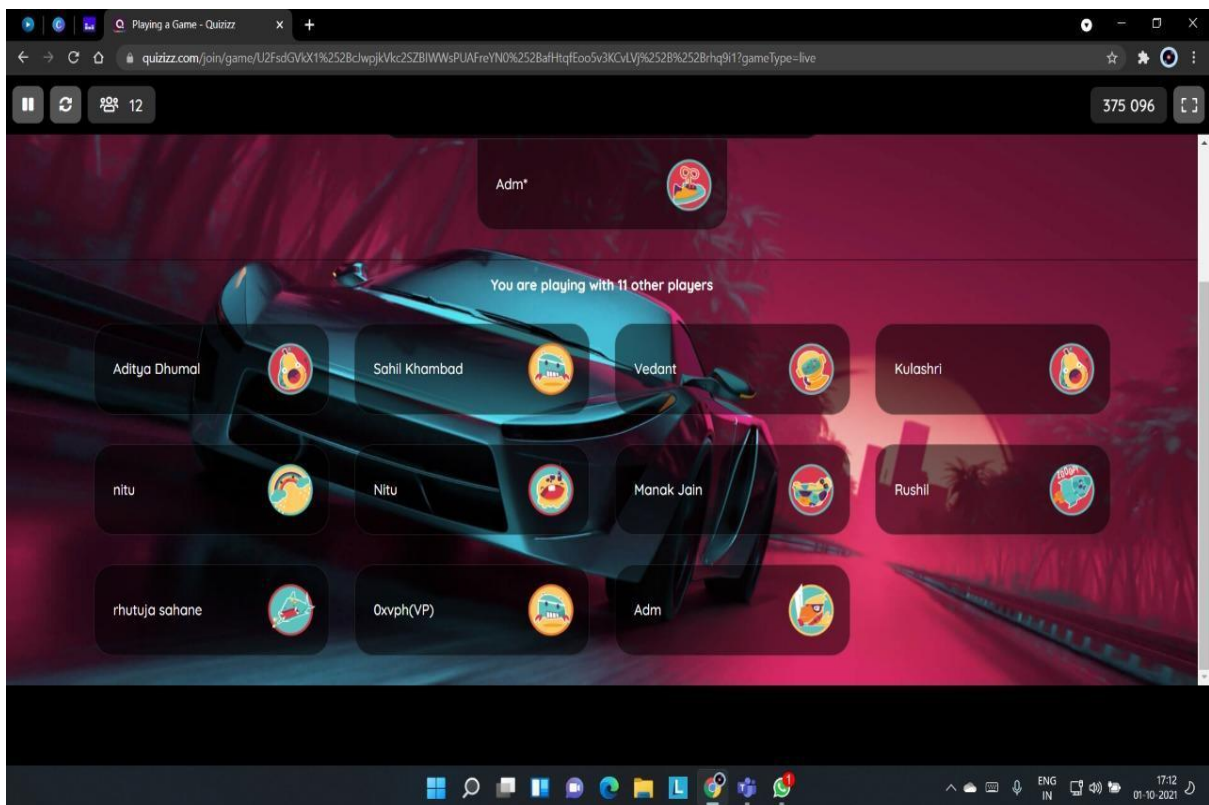 Playing a Game - Quizizz
quizizz.com/join/game/U2FsdGVkX1%252BcJwpjkVkc2SZBIWWsPUAFreYN0%252BafHtqfEoo5v3KCvLVj%252B%252Brhq9i1?gameType=live
12
375 096
Adm*
You are playing with 11 other players
Aditya Dhumal
Sahil Khambad
Vedant
Kulashri
nitu
Nitu
Manak Jain
Rushil
rhutuja sahane
0xvph(VP)
Adm
ENG
IN
17:12
01-10-2021